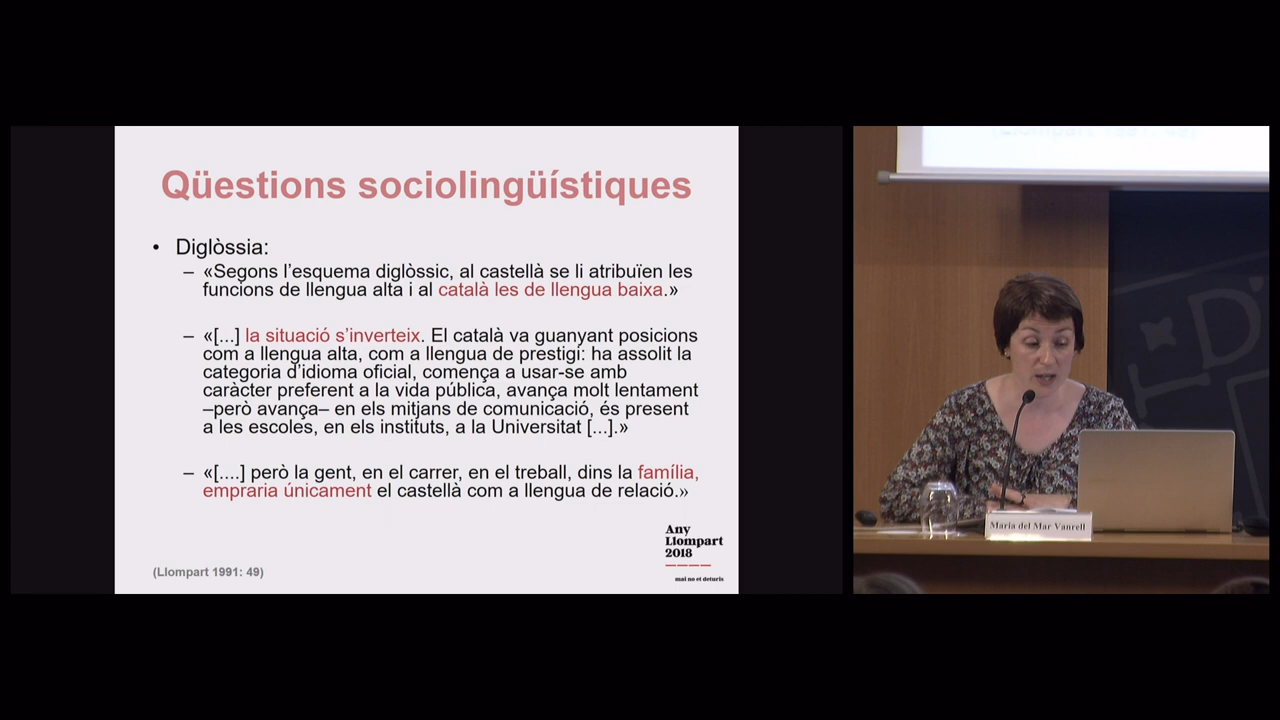 Qüestions sociolingüístiques
• Diglòssia:
– «Segons l’esquema diglòssic, al castellà se li atribuïen les
funcions de llengua alta i al català les de llengua baixa.»
– «[...] la situació s’inverteix. El català va guanyant posicions
com a llengua alta, com a llengua de prestigi: ha assolit la
categoria d’idioma oficial, comença a usar-se amb
caràcter preferent a la vida pública, avança molt lentament
–però avança– en els mitjans de comunicació, és present
a les escoles, en els instituts, a la Universitat [...].»
– «[....] però la gent, en el carrer, en el treball, dins la família,
empraria únicament el castellà com a llengua de relació.»
(Llompart 1991: 49)
Any
Llompart
2018
mai no et deturis
(Llompart 1991: 49)
Maria del Mar Vanrell